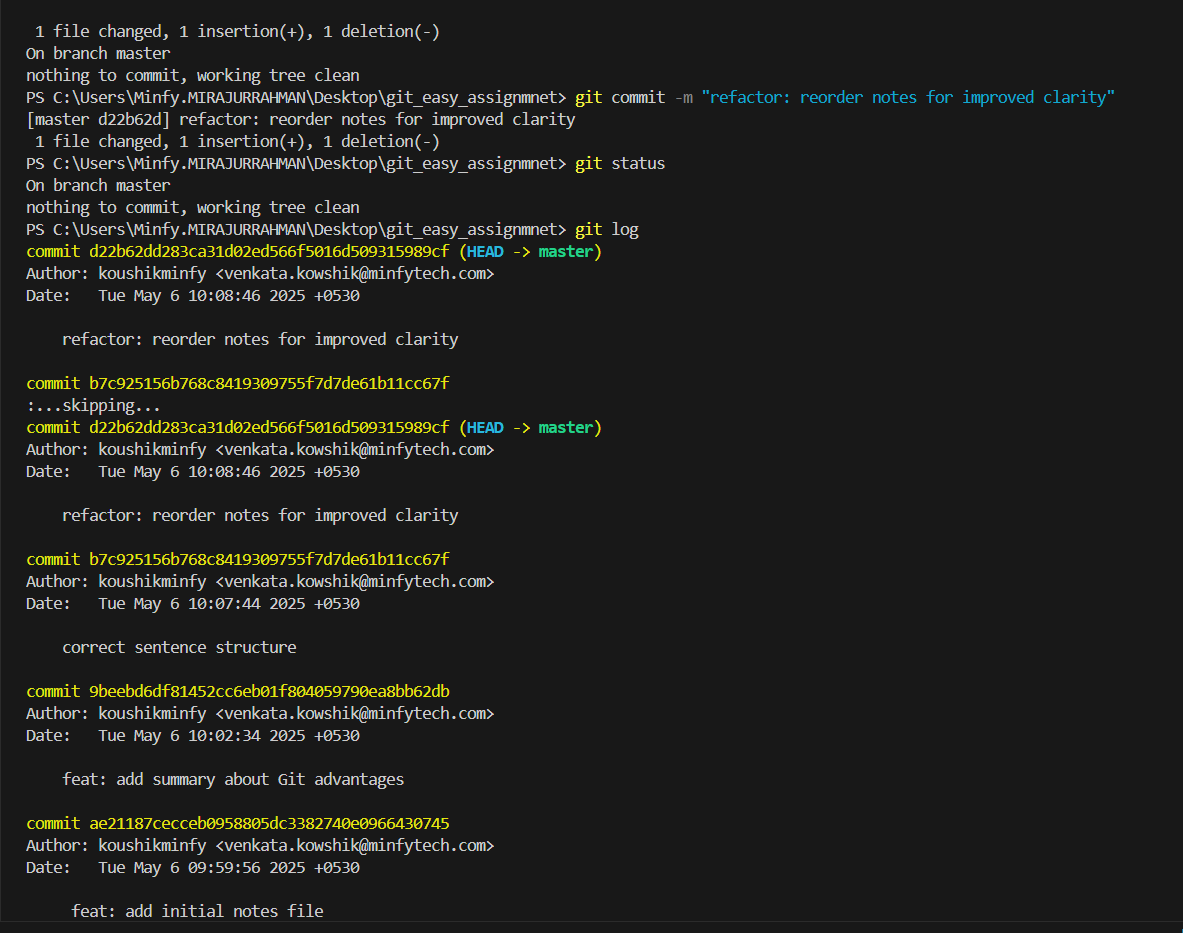 1 file changed, 1 insertion(+), 1 deletion(-)
On branch master
nothing to commit, working tree clean
PS C:\Users\Minfy.MIRAJURRAHMAN\Desktop\git_easy_assignmnet> git commit -m "refactor: reorder notes for improved clarity"
[master d22b62d] refactor: reorder notes for improved clarity
 1 file changed, 1 insertion(+), 1 deletion(-)
PS C:\Users\Minfy.MIRAJURRAHMAN\Desktop\git_easy_assignmnet> git status
On branch master
nothing to commit, working tree clean
PS C:\Users\Minfy.MIRAJURRAHMAN\Desktop\git_easy_assignmnet> git log
commit d22b62dd283ca31d02ed566f5016d509315989cf (HEAD -> master)
Author: koushikminfy <venkata.kowshik@minfytech.com>
Date:   Tue May 6 10:08:46 2025 +0530

    refactor: reorder notes for improved clarity

commit b7c925156b768c8419309755f7d7de61b11cc67f
:...skipping...
commit d22b62dd283ca31d02ed566f5016d509315989cf (HEAD -> master)
Author: koushikminfy <venkata.kowshik@minfytech.com>
Date:   Tue May 6 10:08:46 2025 +0530

    refactor: reorder notes for improved clarity

commit b7c925156b768c8419309755f7d7de61b11cc67f
Author: koushikminfy <venkata.kowshik@minfytech.com>
Date:   Tue May 6 10:07:44 2025 +0530

    correct sentence structure

commit 9beebd6df81452cc6eb01f804059790ea8bb62db
Author: koushikminfy <venkata.kowshik@minfytech.com>
Date:   Tue May 6 10:02:34 2025 +0530

    feat: add summary about Git advantages

commit ae21187cecceb0958805dc3382740e0966430745
Author: koushikminfy <venkata.kowshik@minfytech.com>
Date:   Tue May 6 09:59:56 2025 +0530

     feat: add initial notes file